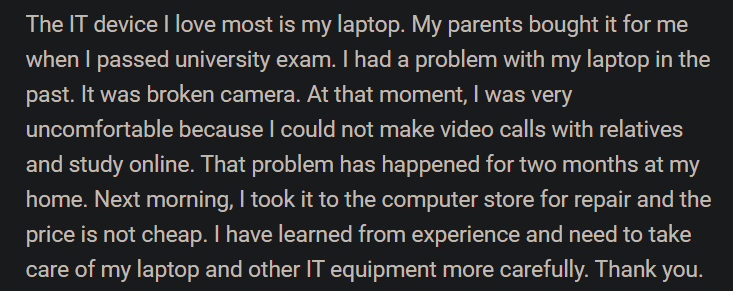 The IT device I love most is my laptop. My parents bought it for me
when I passed university exam. I had a problem with my laptop in the
past. It was broken camera. At that moment, I was very
uncomfortable because I could not make video calls with relatives
and study online. That problem has happened for two months at my
home. Next morning, I took it to the computer store for repair and the
price is not cheap. I have learned from experience and need to take
care of my laptop and other IT equipment more carefully. Thank you.